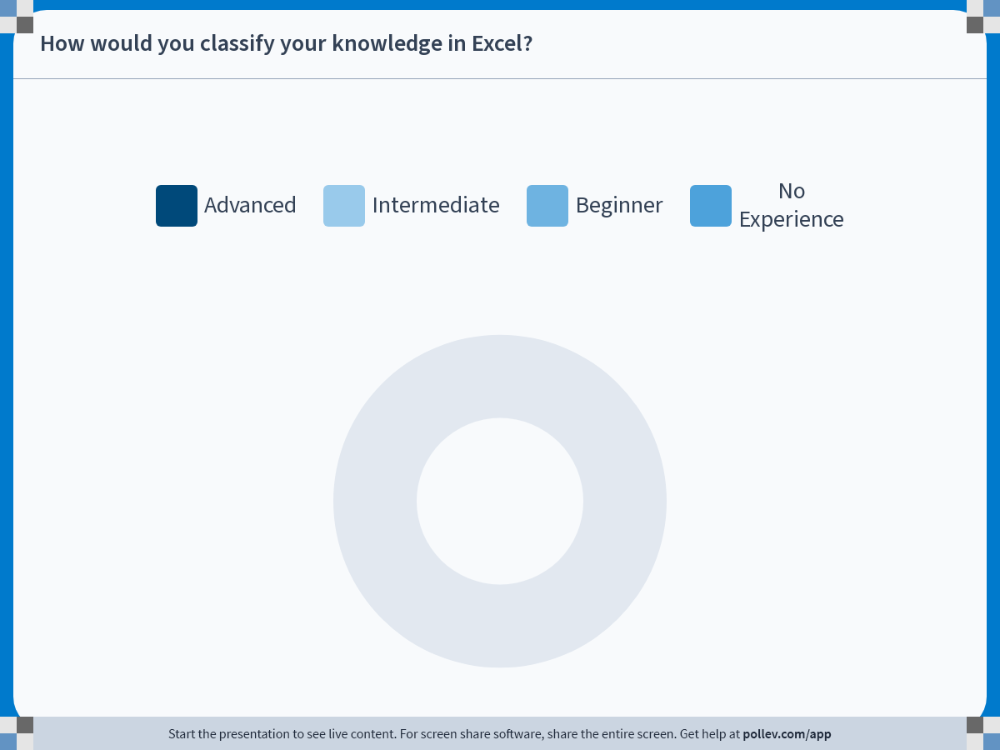 How would you classify your knowledge in Excel?
Advanced
Intermediate
Beginner
No
Experience
Start the presentation to see live content. For screen share software, share the entire screen. Get help at pollev.com/app